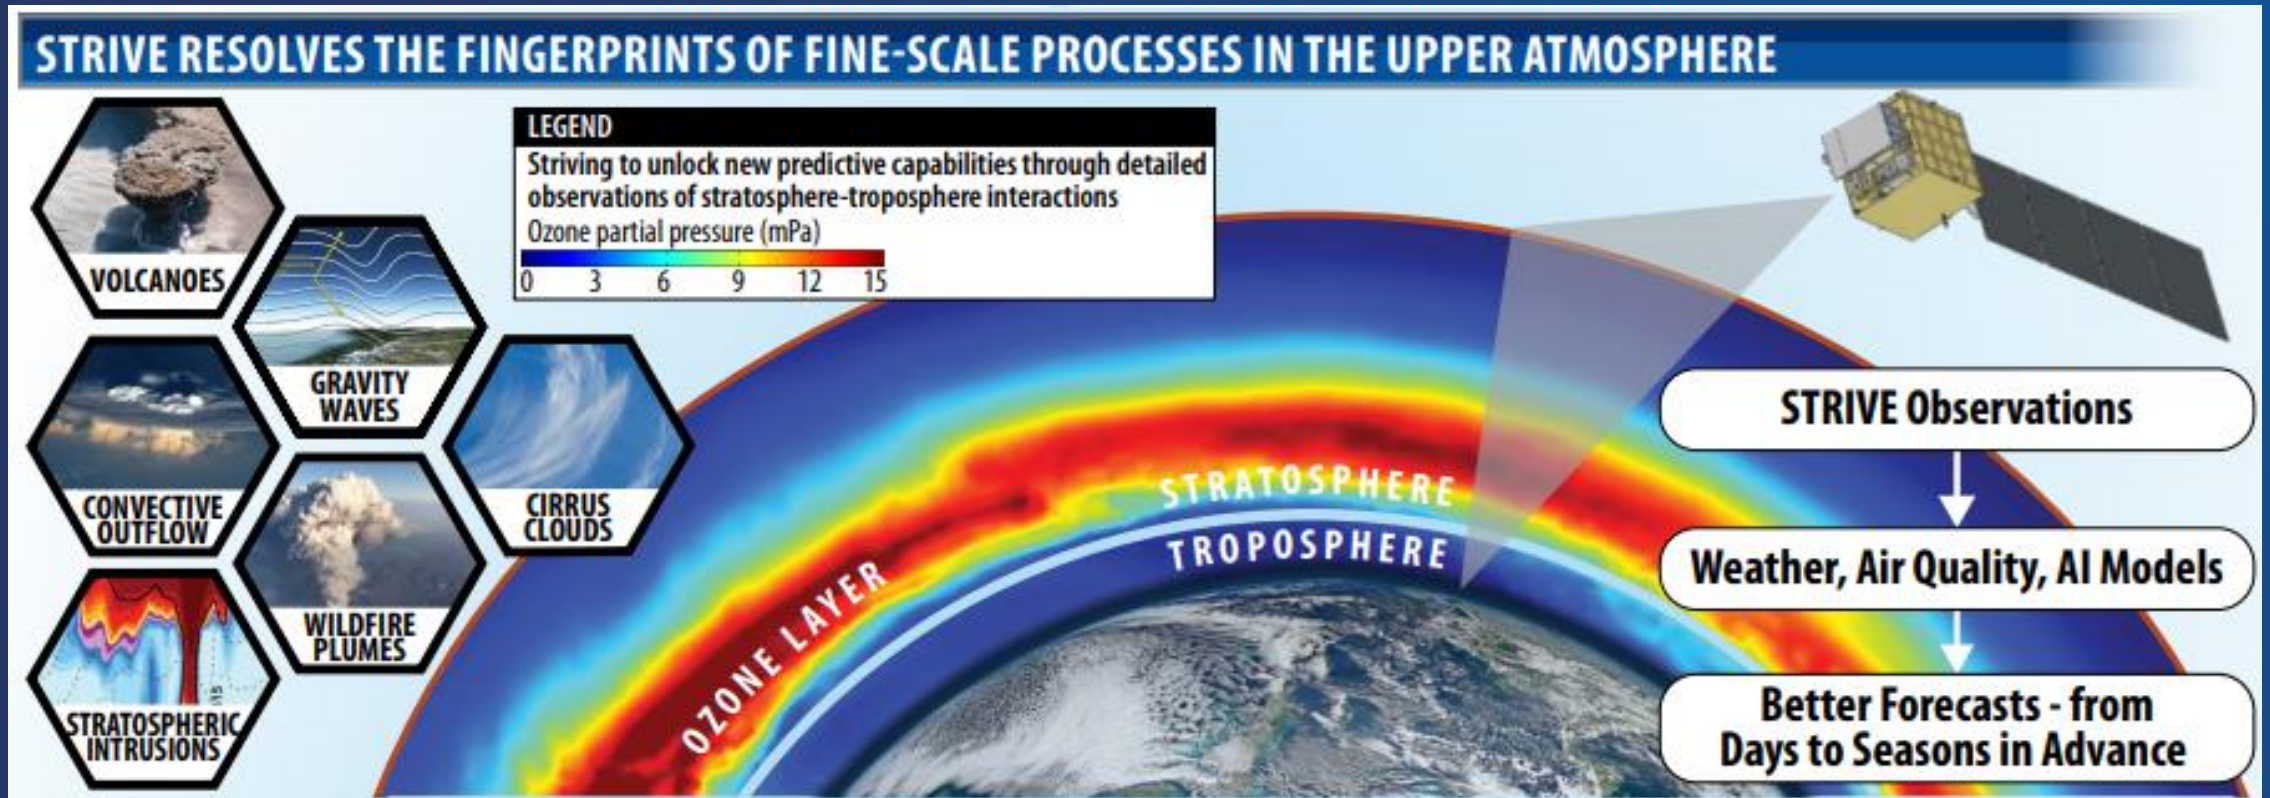 STRIVE RESOLVES THE FINGERPRINTS OF FINE-SCALE PROCESSES IN THE UPPER ATMOSPHERE
VOLCANOES
GRAVITY
WAVES
CONVECTIVE
OUTFLOW
CIRRUS
CLOUDS
WILDFIRE
PLUMES
STRATOSPHERIC
INTRUSIONS
LEGEND
Striving to unlock new predictive capabilities through detailed
observations of stratosphere-troposphere interactions
Ozone partial pressure (mPa)
0 3 6 9 12 15
STRATOSPHERE
TROPOSPHERE
OZONE LAYER
STRIVE Observations
Weather, Air Quality, AI Models
Better Forecasts - from
Days to Seasons in Advance